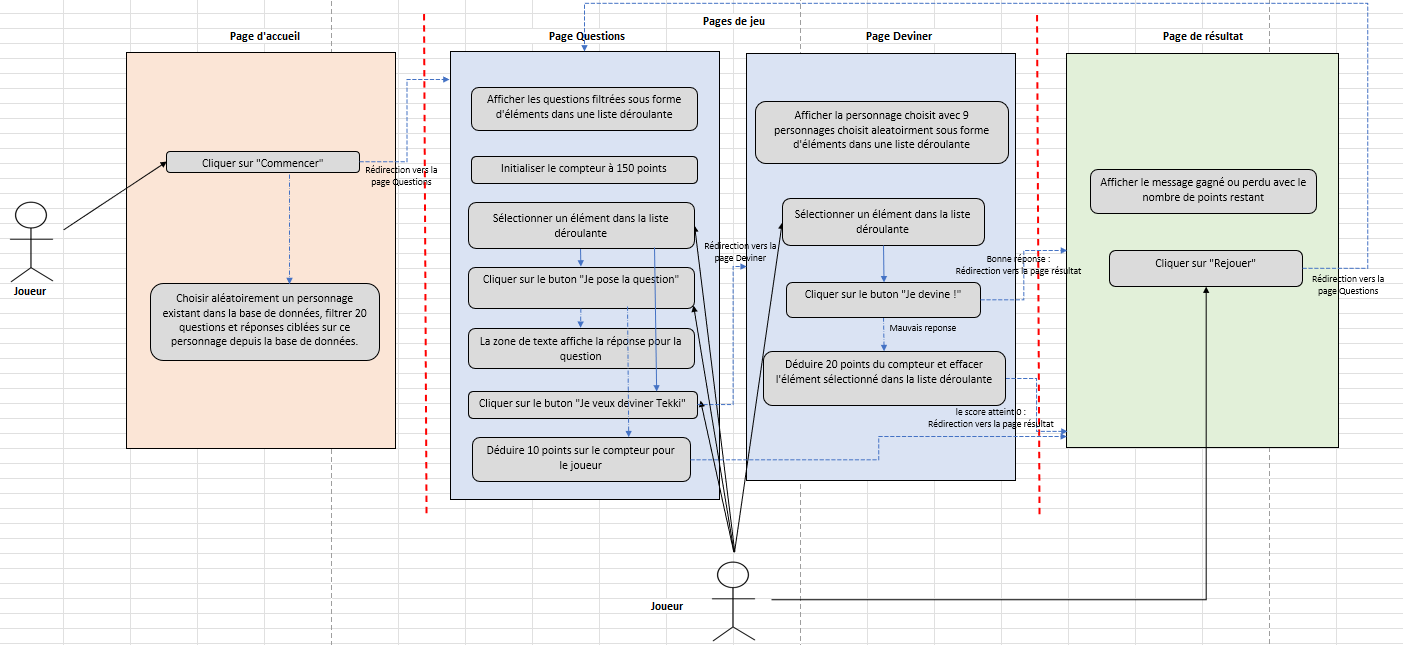 Pages de jeu
Page d'accueil
Page Questions
Page Deviner
Page de résultat
Cliquer sur "Commencer"
Rédirection vers la
page Questions
Choisir aléatoirement un personnage
existant dans la base de données, filtrer 20
questions et réponses ciblées sur ce
personnage depuis la base de données.
Joueur
Afficher les questions filtrées sous forme
d'éléments dans une liste déroulante
Initialiser le compteur à 150 points
Sélectionner un élément dans la liste
déroulante
Cliquer sur le buton "Je pose la question"
La zone de texte affiche la réponse pour la
question
Cliquer sur le buton "Je veux deviner Tekki"
Déduire 10 points sur le compteur pour
le joueur
Rédirection vers la
page Deviner
Afficher la personnage choisit avec 9
personnages choisit aleatoirment sous forme
d'éléments dans une liste déroulante
Sélectionner un élément dans la liste
déroulante
Cliquer sur le buton "Je devine !"
Mauvais reponse
Déduire 20 points du compteur et effacer
l'élément sélectionné dans la liste déroulante
Bonne réponse :
Rédirection vers la page résultat
le score atteint 0 :
Rédirection vers la page résultat
Afficher le message gagné ou perdu avec le
nombre de points restant
Cliquer sur "Rejouer"
Rédirection vers la
page Questions
Joueur